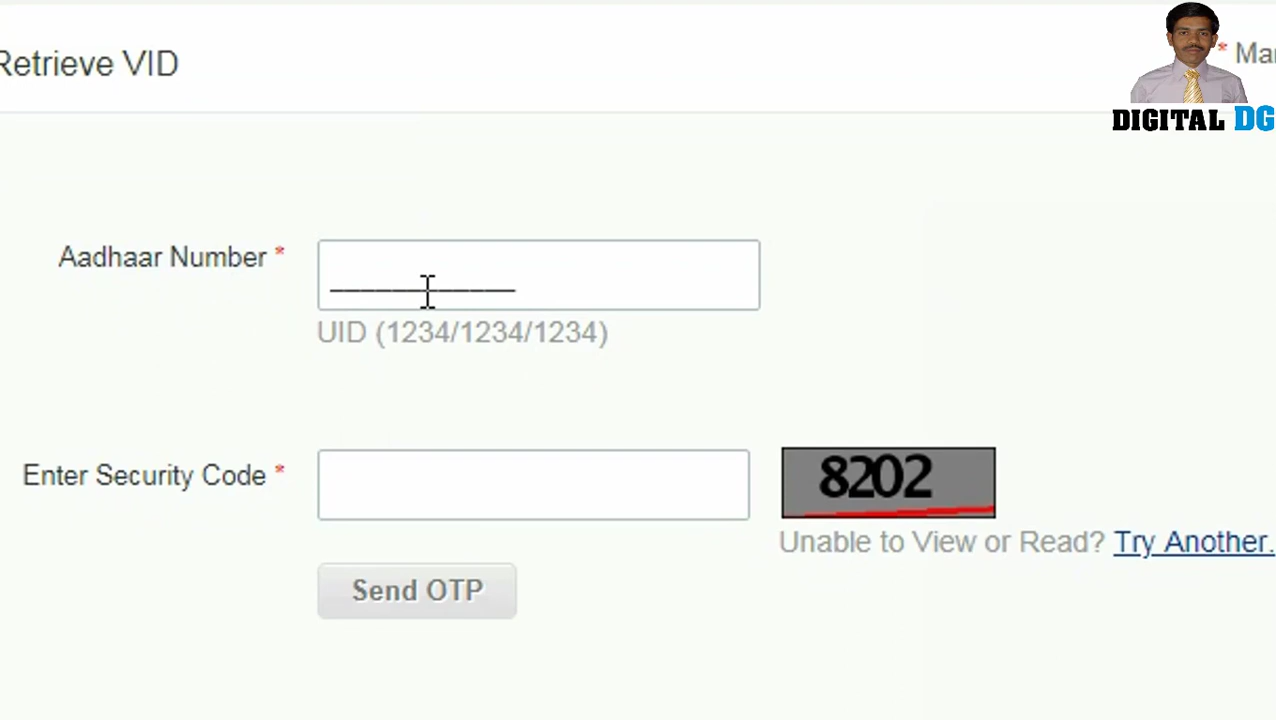 Retrieve VID
* Man
DIGITAL DG
Aadhaar Number *
UID (1234/1234/1234)
Enter Security Code *
8202
Unable to View or Read? Try Another.
Send OTP